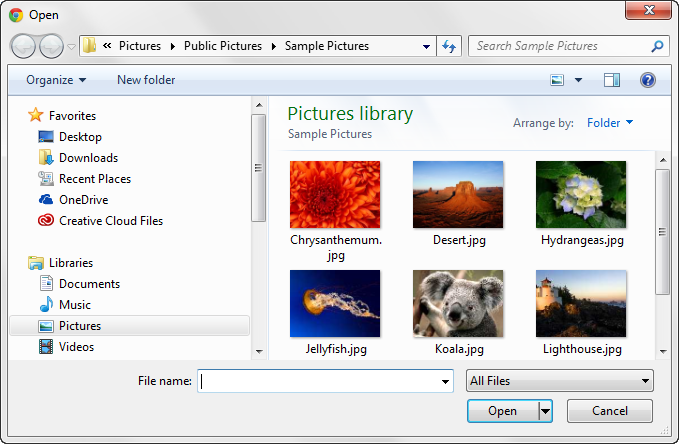 Open
« Pictures Public Pictures Sample Pictures
Search Sample Pictures
Organize
New folder
Favorites
Desktop
Downloads
Recent Places
OneDrive
Creative Cloud Files
Libraries
Documents
Music
Pictures
Videos
Pictures library
Sample Pictures
Arrange by: Folder
Chrysanthemum.
jpg
Desert.jpg
Hydrangeas.jpg
Jellyfish.jpg
Koala.jpg
Lighthouse.jpg
File name:
All Files
Open
Cancel